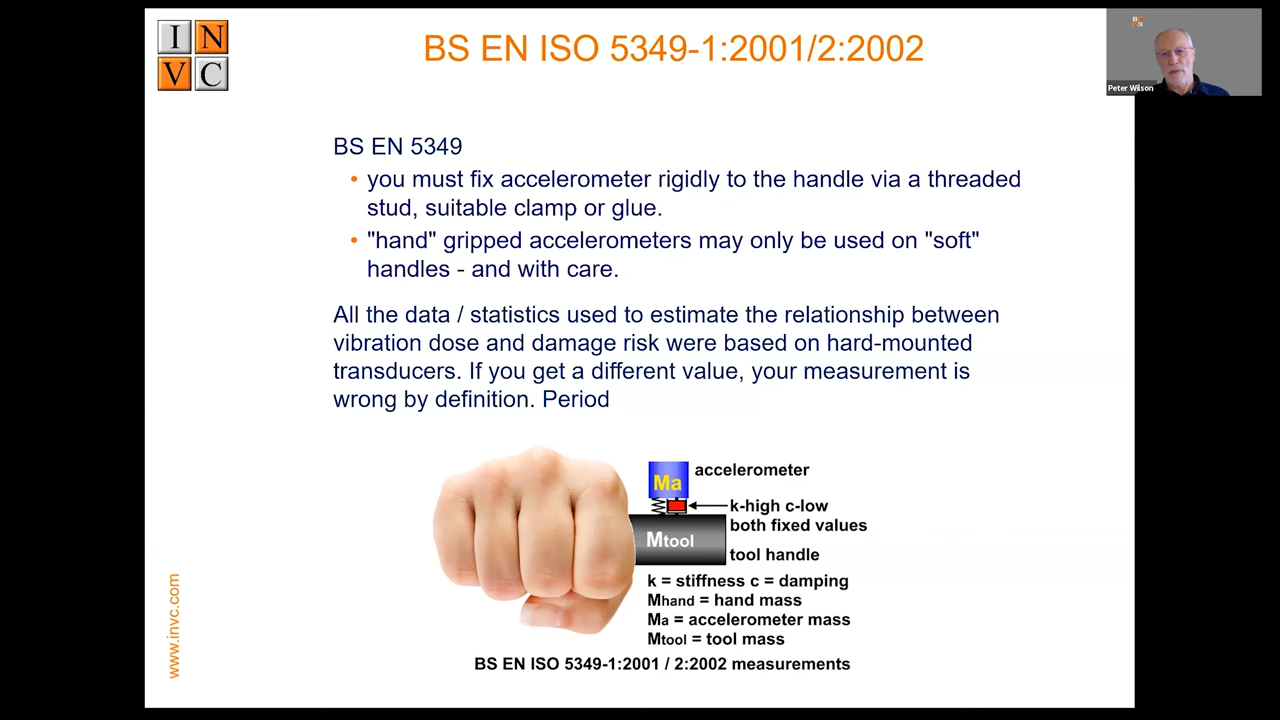 I N
V C
BS EN ISO 5349-1:2001/2:2002
Peter Wilson
BS EN 5349
• you must fix accelerometer rigidly to the handle via a threaded
stud, suitable clamp or glue.
• "hand" gripped accelerometers may only be used on "soft"
handles - and with care.
All the data / statistics used to estimate the relationship between
vibration dose and damage risk were based on hard-mounted
transducers. If you get a different value, your measurement is
wrong by definition. Period
Ma
accelerometer
k-high c-low
both fixed values
Mtool
tool handle
k = stiffness c = damping
Mhand = hand mass
Ma = accelerometer mass
Mtool = tool mass
BS EN ISO 5349-1:2001 / 2:2002 measurements
www.invc.com